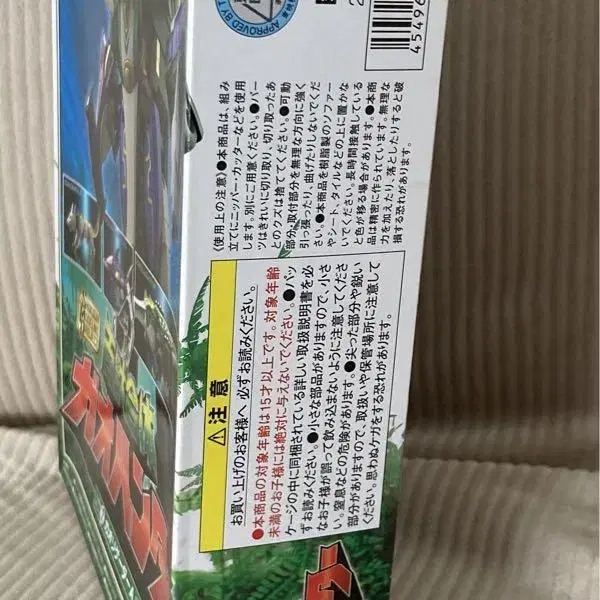 ⚠注意
お買い上げのお客様へ 必ずお読みください。
●本商品の対象年齢は15才以上です。対象年齢
未満のお子様には絶対に与えないでください。●パッ
ケージの中に同梱されている詳しい取扱説明書を必
ずお読みください。●小さな部品がありますので、小さ
なお子様が誤って飲み込まないように注意してくださ
い。窒息などの危険があります。●尖った部分や鋭い
部分がありますので、取扱いや保管場所に注意して
ください。思わぬケガをする恐れがあります。
〈使用上の注意〉●本商品は、組み
立てにニッパー・カッターなどを使用
します。別にご用意ください。●パー
ツはきれいに切り取り、切り取ったあ
とのクズは捨ててください。●可動
部分、取付部分を無理な方向に強く
引っ張ったり、曲げたりしないでくだ
さい。●本商品を樹脂製のソファー
やシート、タイルなどの上に置かな
いでください。長時間接触している
と色が移る場合があります。●本商
品は精密に作られています。無理な
力を加えたり、落としたりすると破
損する恐れがあります。
APPROVED BY T
45496